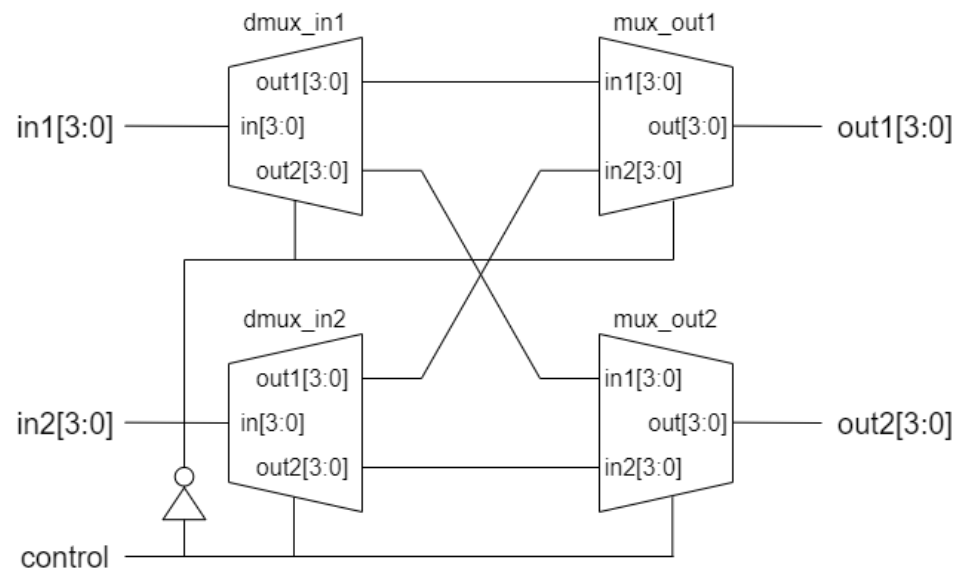 dmux_in1
mux_out1
out1[3:0]
in1[3:0]
in1[3:0]
in[3:0]
out[3:0]
out1[3:0]
out2[3:0]
in2[3:0]
dmux_in2
mux_out2
out1[3:0]
in1[3:0]
in2[3:0]
in[3:0]
out[3:0]
out2[3:0]
out2[3:0]
in2[3:0]
control